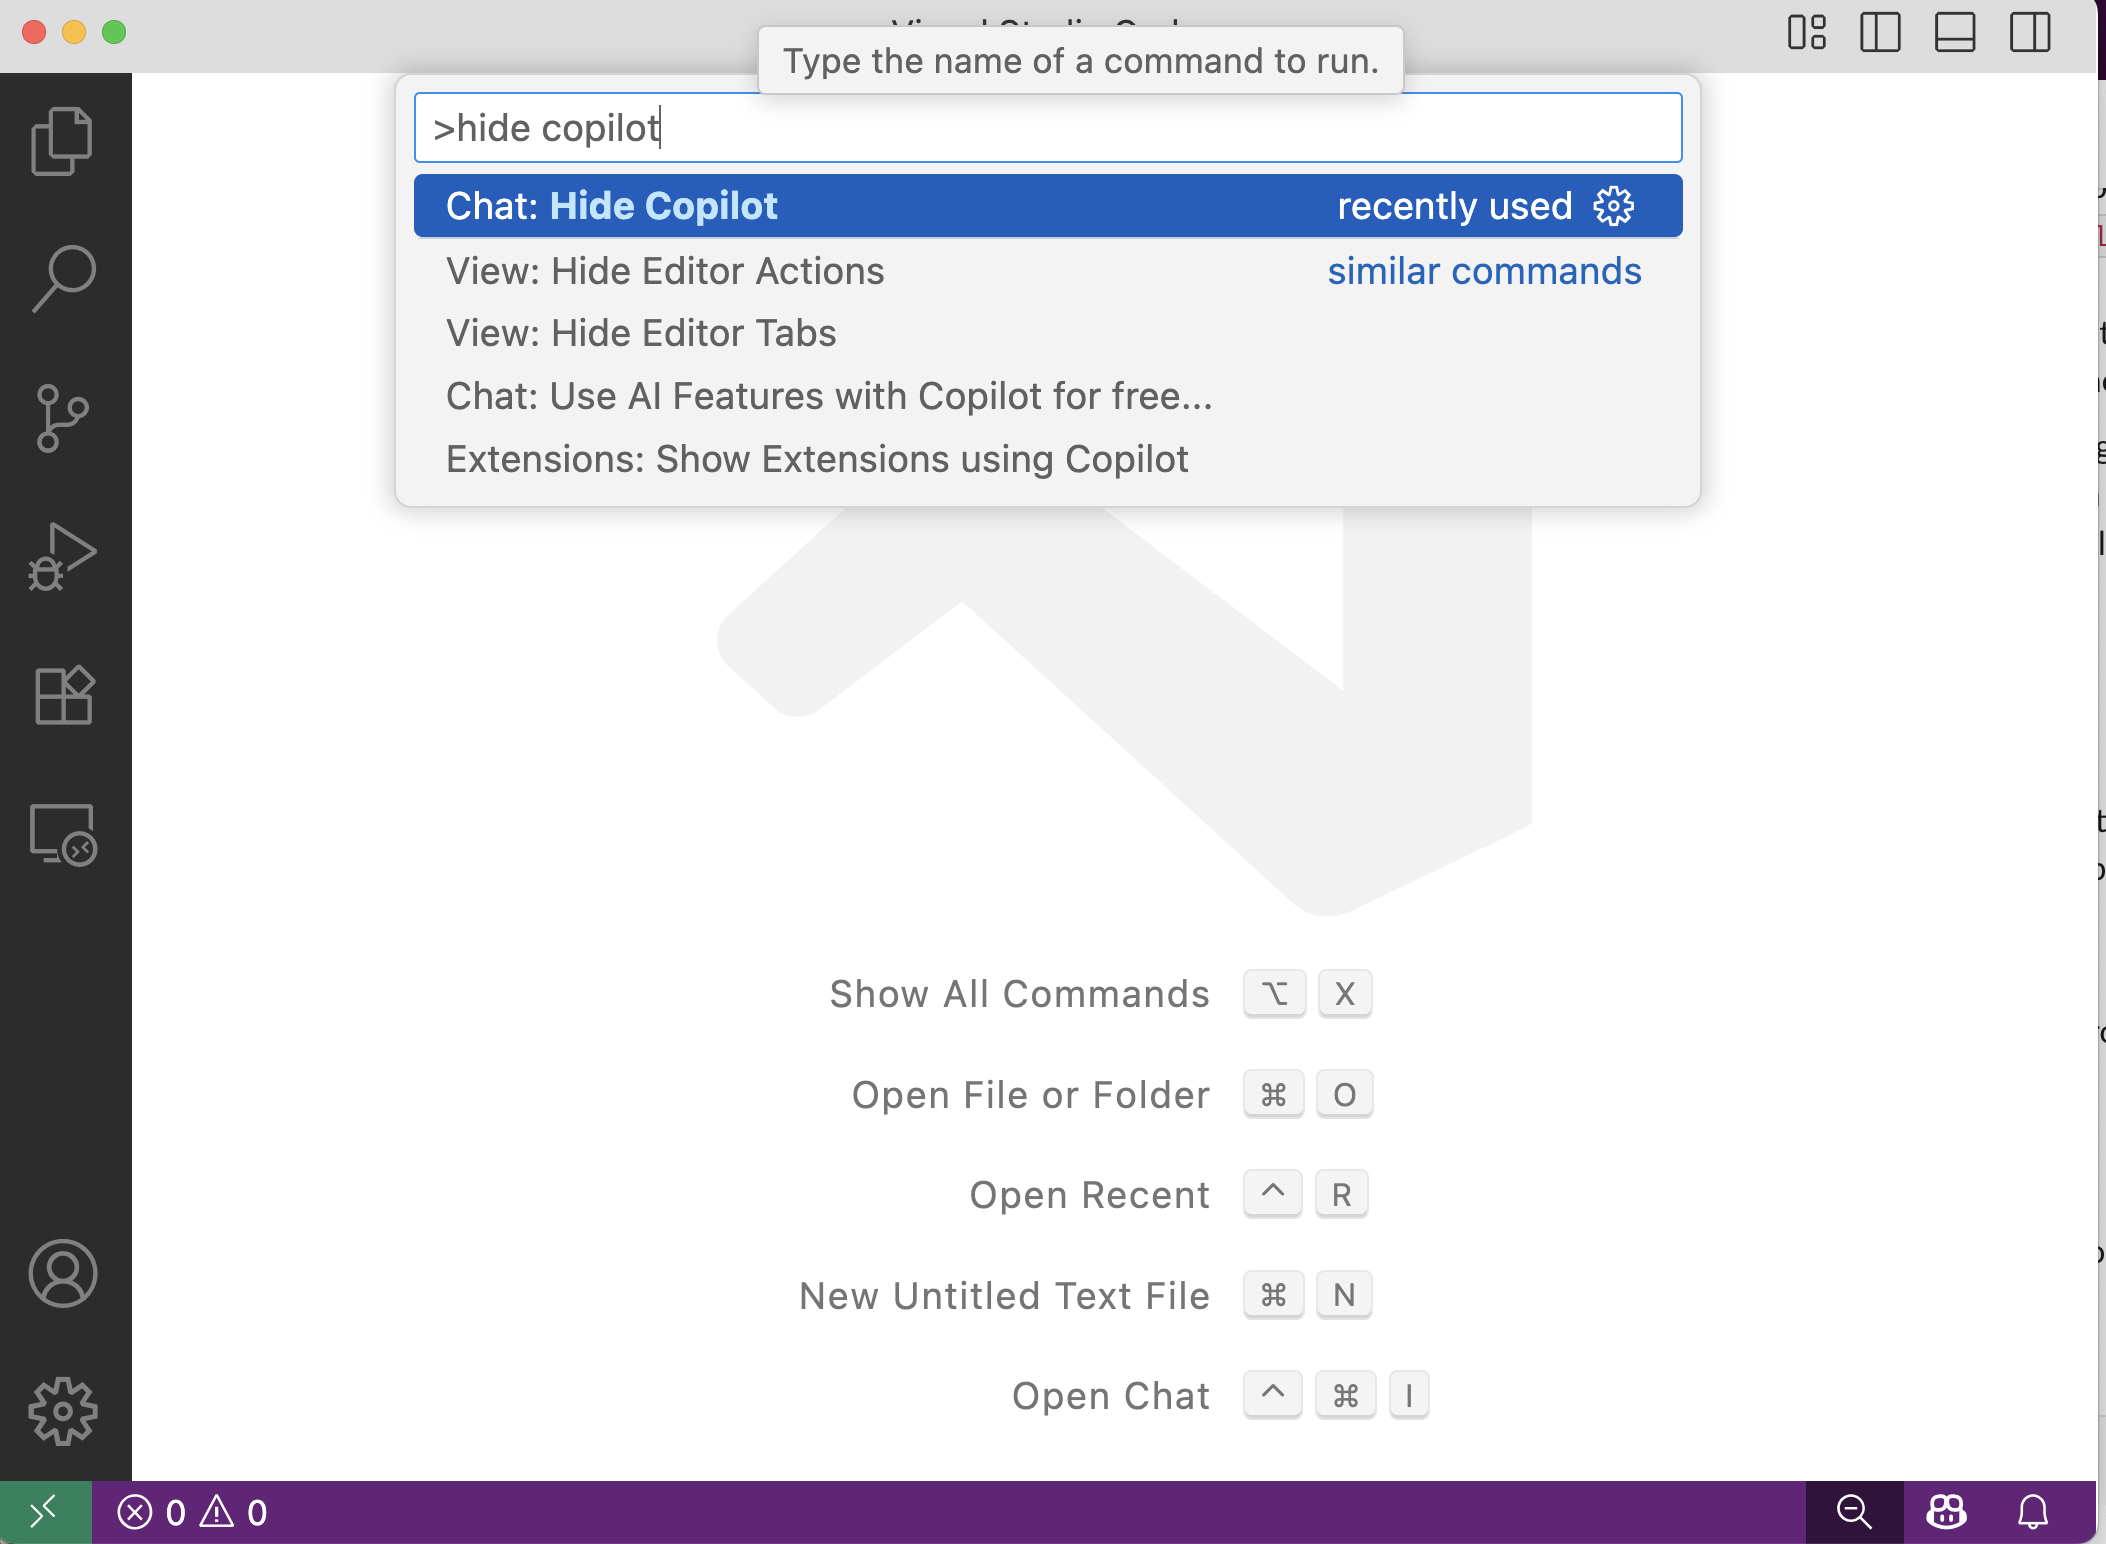 Type the name of a command to run.
>hide copilot
Chat: Hide Copilot recently used
View: Hide Editor Actions similar commands
View: Hide Editor Tabs
Chat: Use AI Features with Copilot for free...
Extensions: Show Extensions using Copilot
Show All Commands ⌥ X
Open File or Folder ⌘ O
Open Recent ^ R
New Untitled Text File ⌘ N
Open Chat ^ ⌘ I
0 0